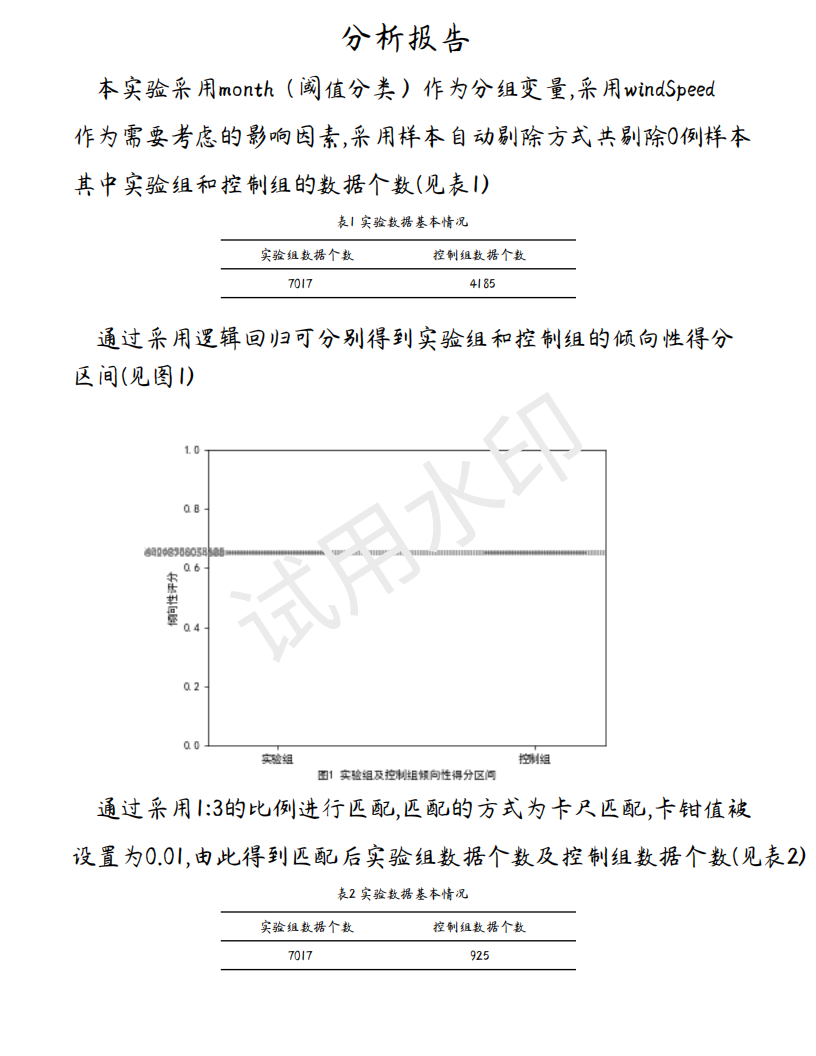 分析报告
本实验采用month（阈值分类）作为分组变量,采用windSpeed
作为需要考虑的影响因素,采用样本自动剔除方式共剔除0例样本
其中实验组和控制组的数据个数(见表1)
表1 实验数据基本情况
实验组数据个数 控制组数据个数
7017 4185
通过采用逻辑回归可分别得到实验组和控制组的倾向性得分
区间(见图1)
试用水印
1.0
0.8
0.6
0.4
0.2
0.0
倾向性评分
实验组 控制组
图1 实验组及控制组倾向性得分区间
通过采用1:3的比例进行匹配,匹配的方式为卡尺匹配,卡钳值被
设置为0.01,由此得到匹配后实验组数据个数及控制组数据个数(见表2)
表2 实验数据基本情况
实验组数据个数 控制组数据个数
7017 925